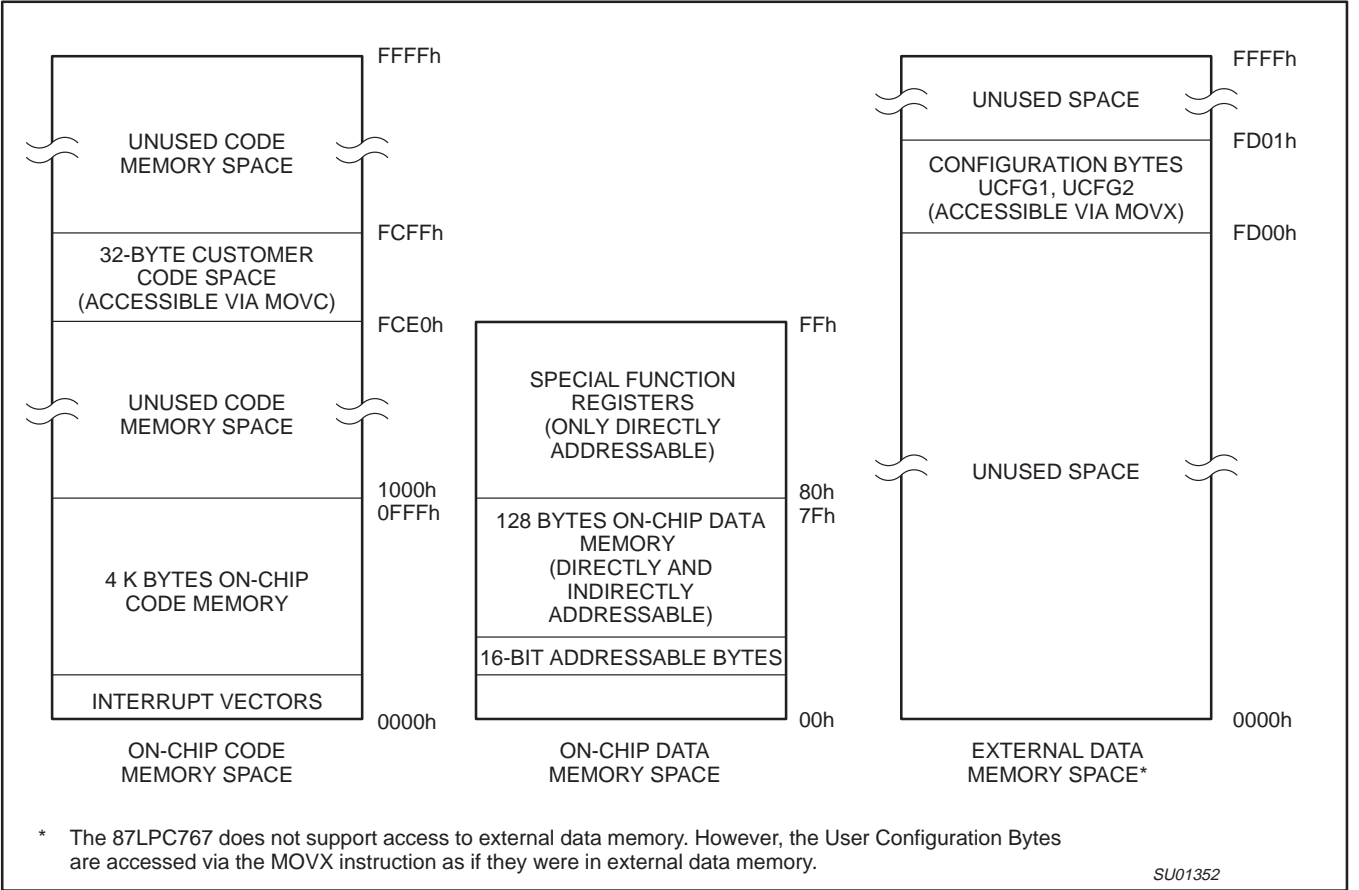 FFFFh
UNUSED CODE
MEMORY SPACE
FCFFh
32-BYTE CUSTOMER
CODE SPACE
(ACCESSIBLE VIA MOVC)
FCE0h
UNUSED CODE
MEMORY SPACE
1000h
0FFFh
4 K BYTES ON-CHIP
CODE MEMORY
INTERRUPT VECTORS
0000h
ON-CHIP CODE
MEMORY SPACE
FFh
SPECIAL FUNCTION
REGISTERS
(ONLY DIRECTLY
ADDRESSABLE)
80h
7Fh
128 BYTES ON-CHIP DATA
MEMORY
(DIRECTLY AND
INDIRECTLY
ADDRESSABLE)
16-BIT ADDRESSABLE BYTES
00h
ON-CHIP DATA
MEMORY SPACE
FFFFh
UNUSED SPACE
FD01h
CONFIGURATION BYTES
UCFG1, UCFG2
(ACCESSIBLE VIA MOVX)
FD00h
UNUSED SPACE
0000h
EXTERNAL DATA
MEMORY SPACE*
* The 87LPC767 does not support access to external data memory. However, the User Configuration Bytes
are accessed via the MOVX instruction as if they were in external data memory.
SU01352